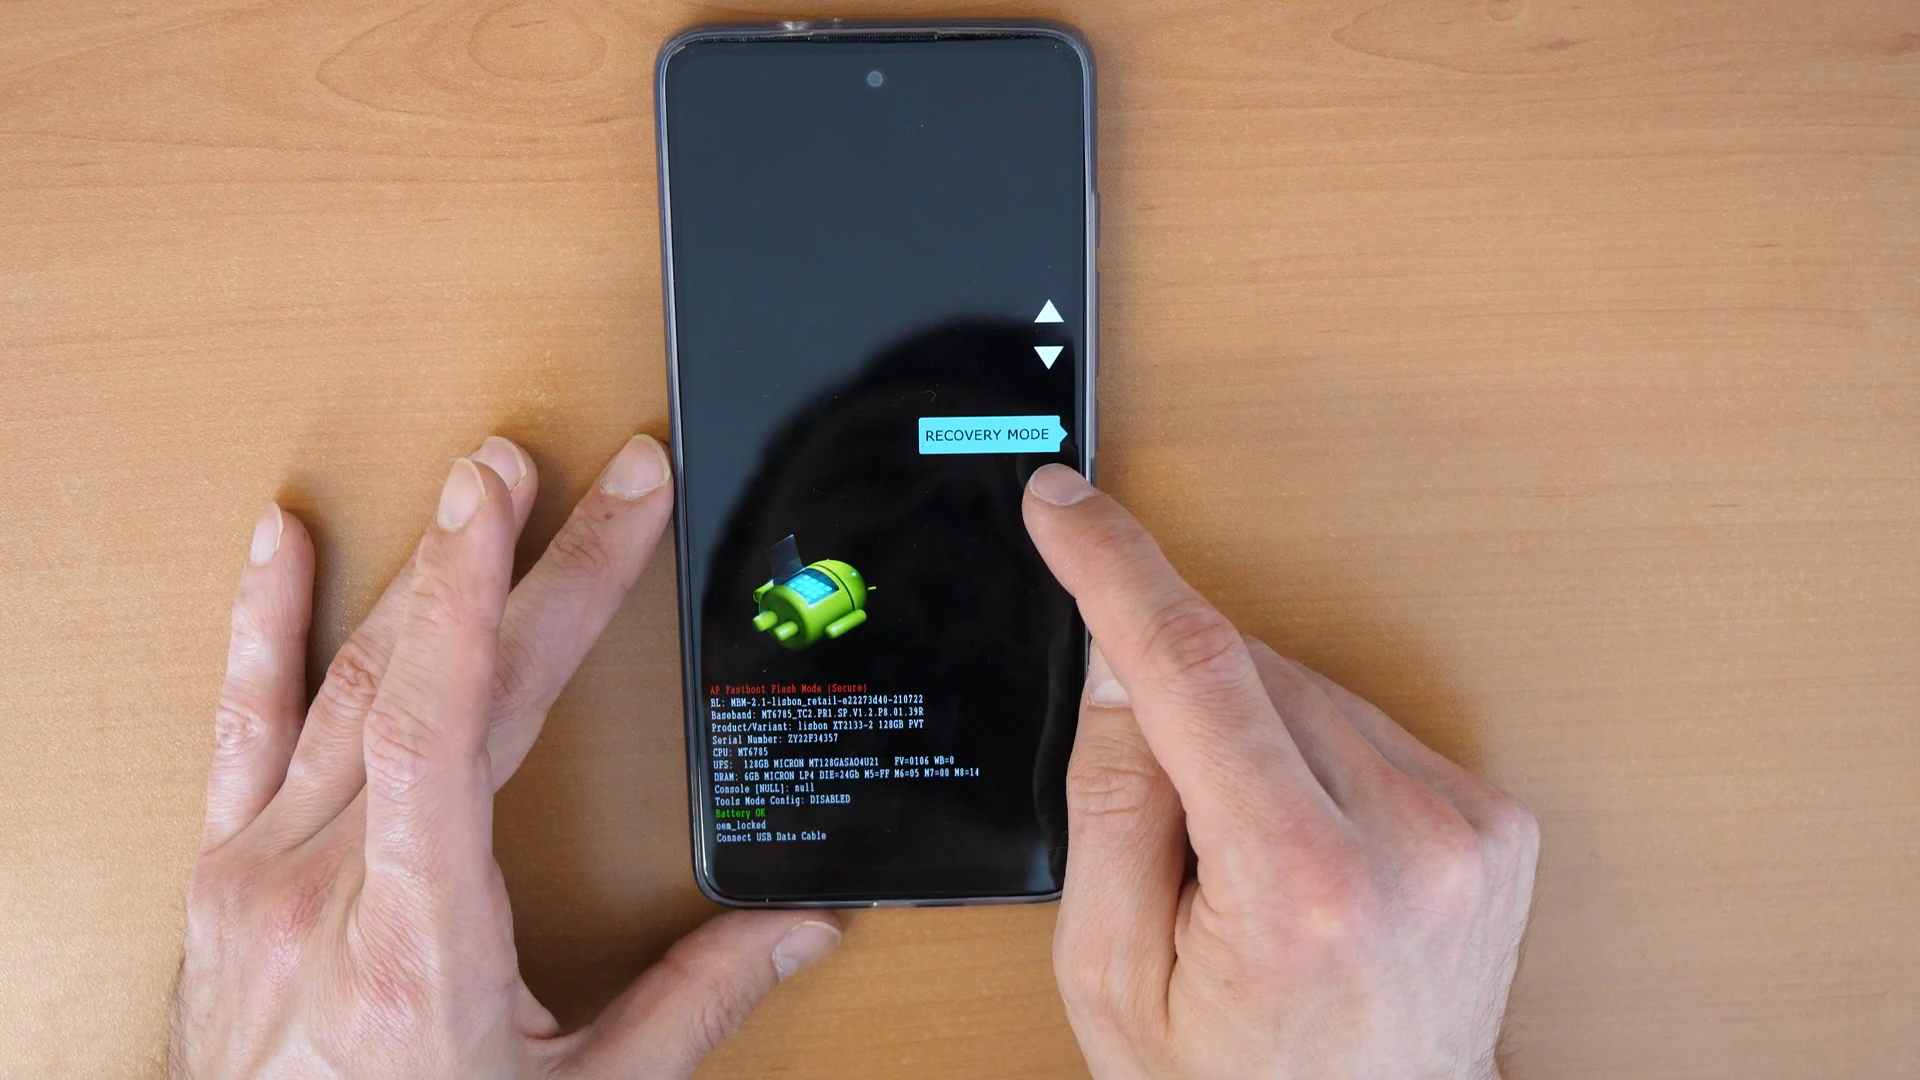 RECOVERY MODE
AP Fastboot Flash Mode (Secure)
BL: MBM-2.1-lisbon_retail-e22273d40-210722
Baseband: MT6785_TC2.PR1.SP.V1.2.P8.01.39R
Product/Variant: lisbon XT2133-2 128GB PVT
Serial Number: ZY22F34357
CPU: MT6785
UFS: 128GB MICRON MT128GASAO4U21 FV=0106 WB=0
DRAM: 6GB MICRON LP4 DIE=24Gb M5=FF M6=05 M7=00 M8=14
Console [NULL]: null
Tools Mode Config: DISABLED
Battery OK
oem_locked
Connect USB Data Cable